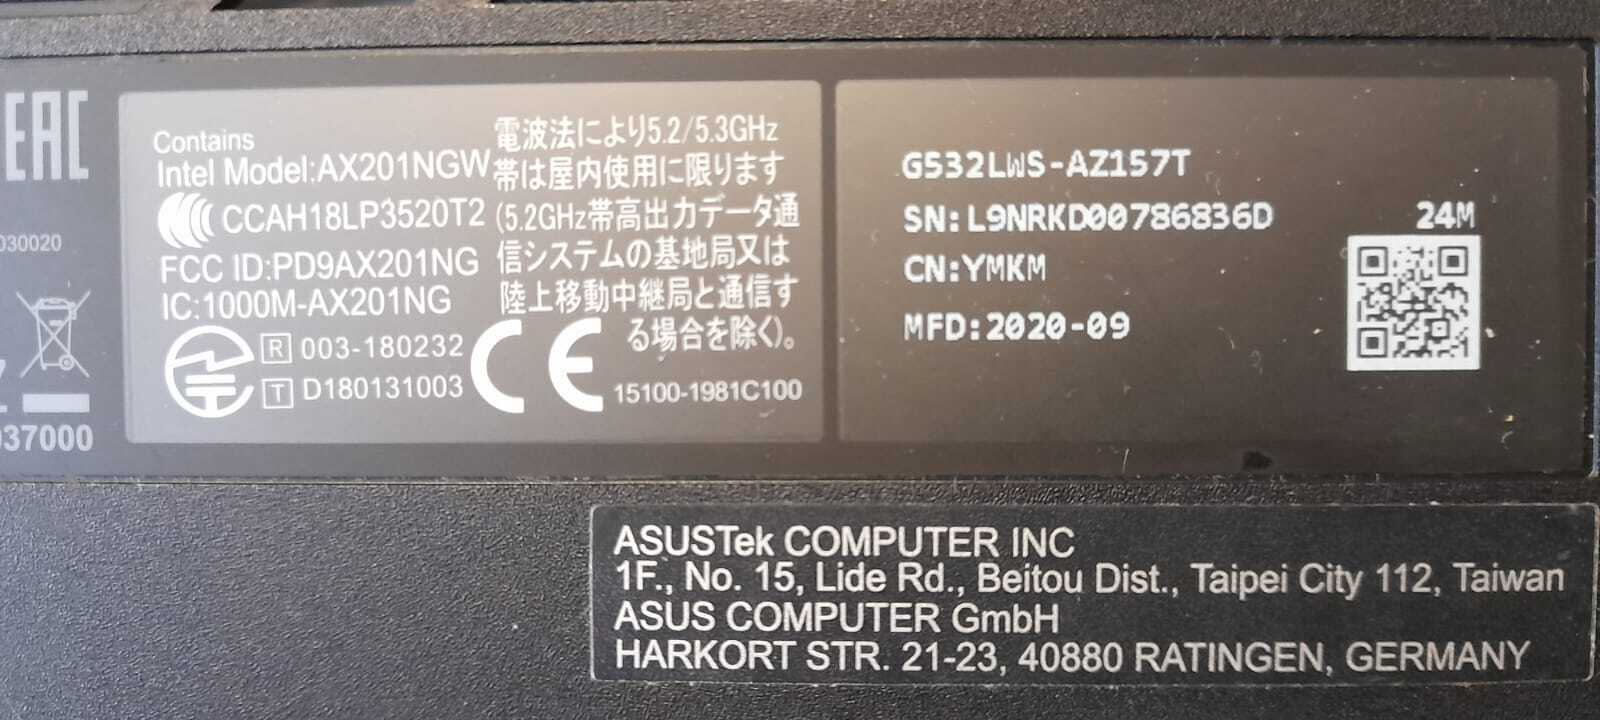 EAC
030020
037000
Contains
Intel Model:AX201NGW
CCAH18LP3520T2
FCC ID:PD9AX201NG
IC:1000M-AX201NG
R 003-180232
T D180131003
電波法により5.2/5.3GHz
帯は屋内使用に限ります
(5.2GHz帯高出力データ通
信システムの基地局又は
陸上移動中継局と通信す
る場合を除く)。
CE
15100-1981C100
G532LWS-AZ157T
SN:L9NRKD00786836D
24M
CN:YMKM
MFD:2020-09
ASUSTek COMPUTER INC
1F., No. 15, Lide Rd., Beitou Dist., Taipei City 112, Taiwan
ASUS COMPUTER GmbH
HARKORT STR. 21-23, 40880 RATINGEN, GERMANY